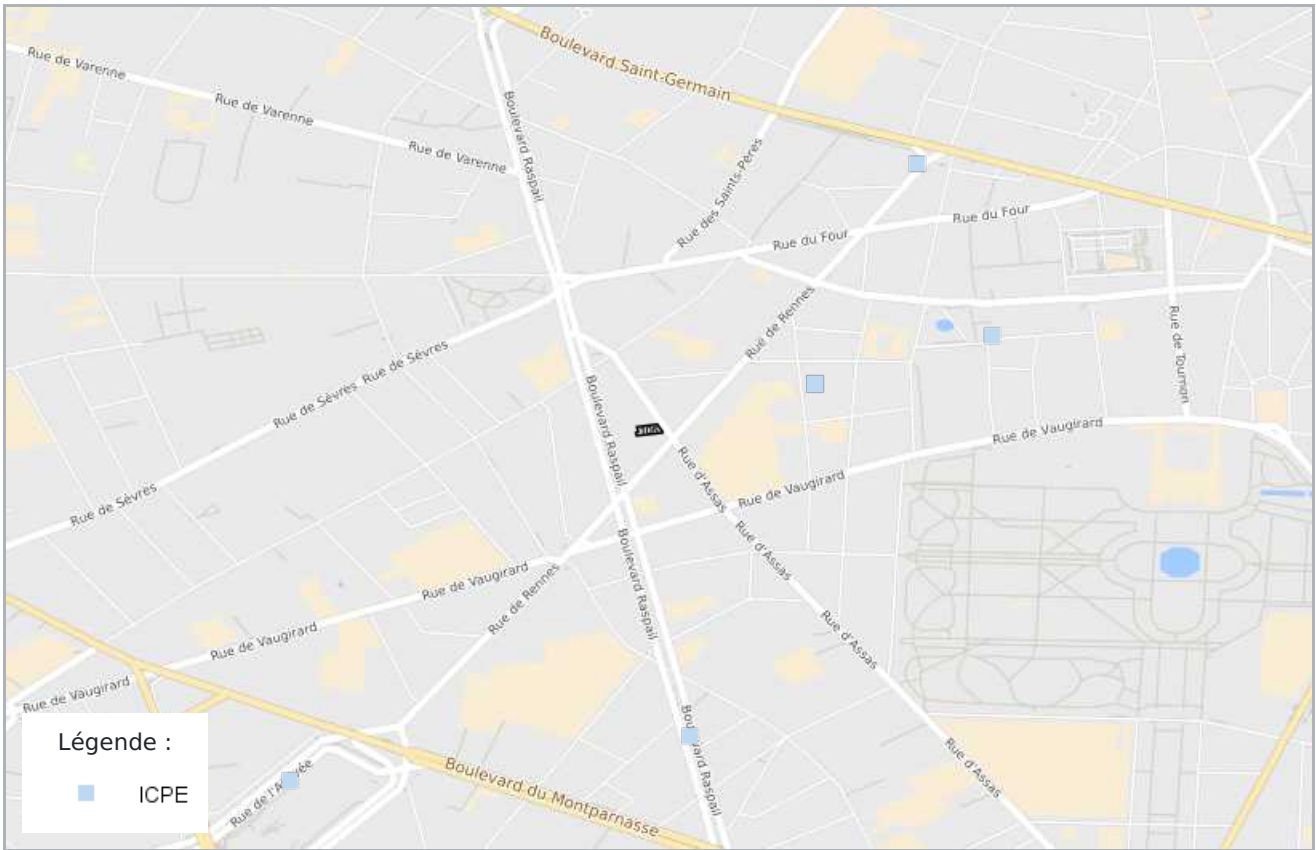 Boulevard Saint-Germain
Rue de Varenne
Rue de Varenne
Rue de Varenne
Boulevard Raspail
Rue des Saints-Pères
Rue du Four
Rue du Four
Rue de Rennes
Rue de Tournon
Rue de Sèvres
Rue de Sèvres
Rue de Sèvres
Boulevard Raspail
Rue de Vaugirard
Rue d'Assas
Rue de Vaugirard
Rue d'Assas
Boulevard Raspail
Rue de Vaugirard
Rue de Rennes
Rue d'Assas
Rue de Vaugirard
Rue de Vaugirard
Boulevard Raspail
Rue d'Assas
Rue de l'Arrivée
Boulevard du Montparnasse
Légende :
ICPE